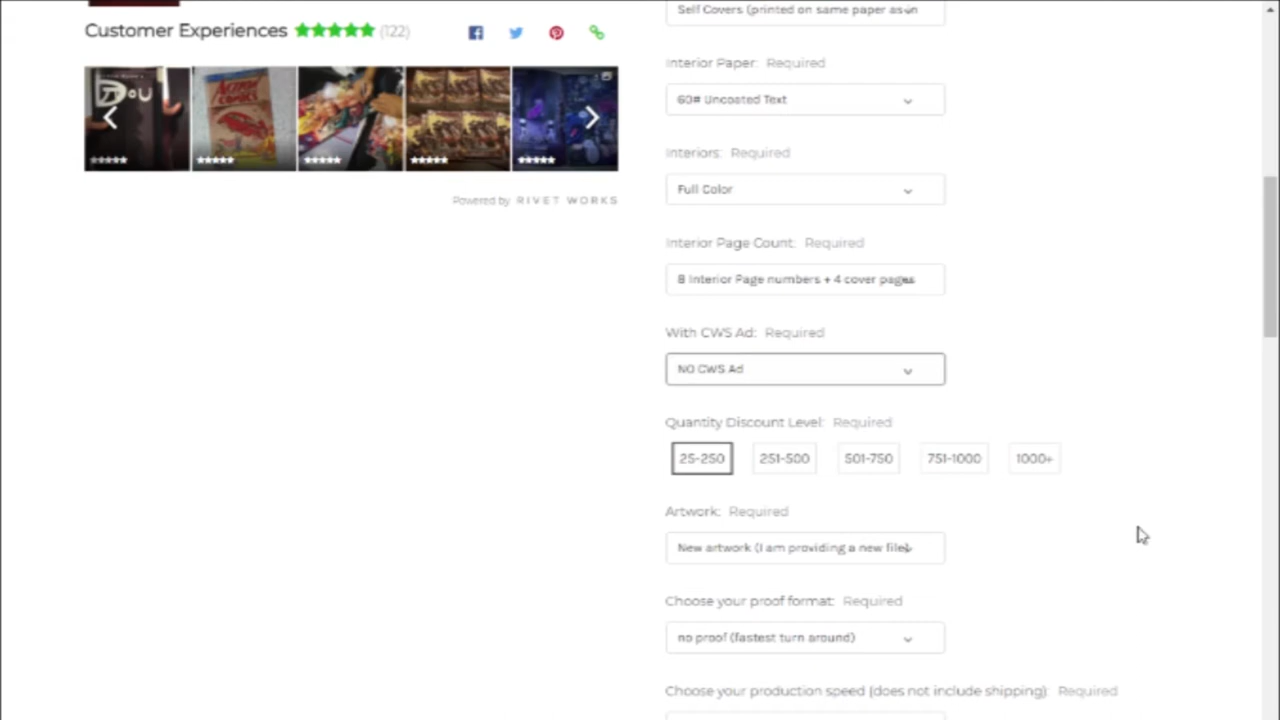 Customer Experiences (122)
Powered by RIVET WORKS
Self Covers (printed on same paper as in
Interior Paper: Required
60# Uncoated Text
Interiors: Required
Full Color
Interior Page Count: Required
8 Interior Page numbers + 4 cover pages
With CWS Ad: Required
NO CWS Ad
Quantity Discount Level: Required
25-250 251-500 501-750 751-1000 1000+
Artwork: Required
New artwork (I am providing a new file)
Choose your proof format: Required
no proof (fastest turn around)
Choose your production speed (does not include shipping): Required